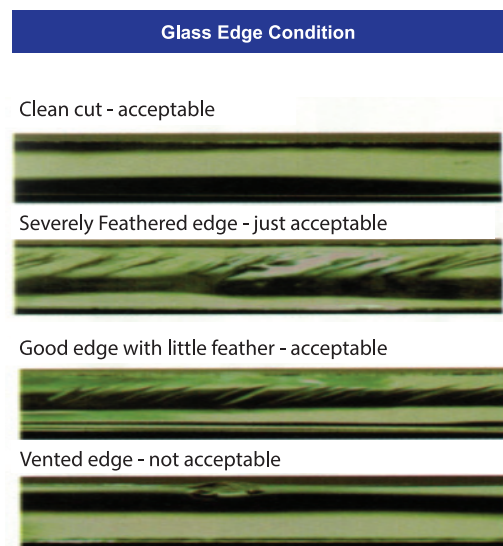 Glass Edge Condition
Clean cut - acceptable
Severely Feathered edge - just acceptable
Good edge with little feather - acceptable
Vented edge - not acceptable